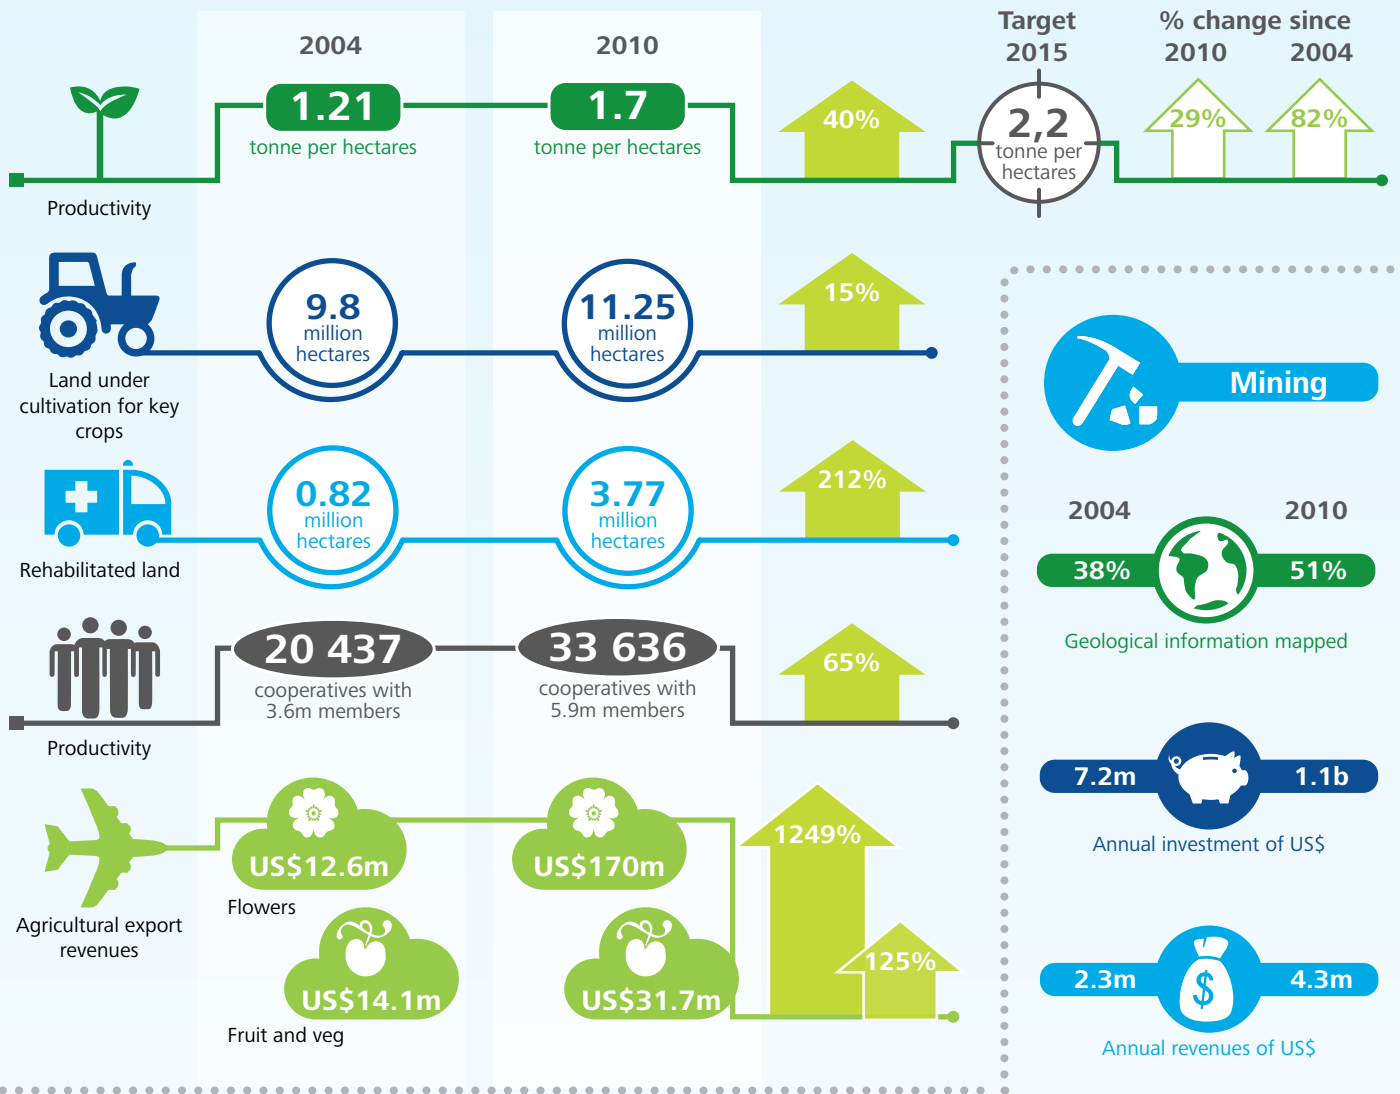 2004
2010
Target
2015
% change since
2010 2004
1.21
tonne per hectares
1.7
tonne per hectares
40%
2,2
tonne per
hectares
29%
82%
Productivity
9.8
million
hectares
11.25
million
hectares
15%
Land under
cultivation for key
crops
0.82
million
hectares
3.77
million
hectares
212%
Rehabilitated land
20 437
cooperatives with
3.6m members
33 636
cooperatives with
5.9m members
65%
Productivity
US$12.6m
Flowers
US$170m
1249%
Agricultural export
revenues
US$14.1m
Fruit and veg
US$31.7m
125%
Mining
2004 2010
38% 51%
Geological information mapped
7.2m 1.1b
Annual investment of US$
2.3m 4.3m
$
Annual revenues of US$